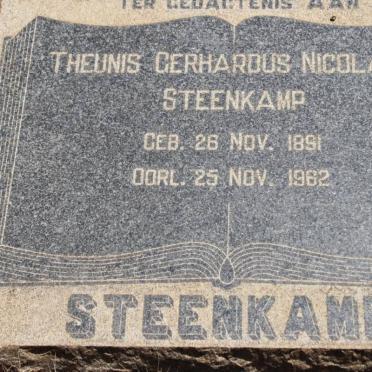 TER GEDAGTENIS AAN
THEUNIS GERHARDUS NICOLA
STEENKAMP
GEB. 26 NOV. 1891
OORL. 25 NOV. 1962
STEENKAMP